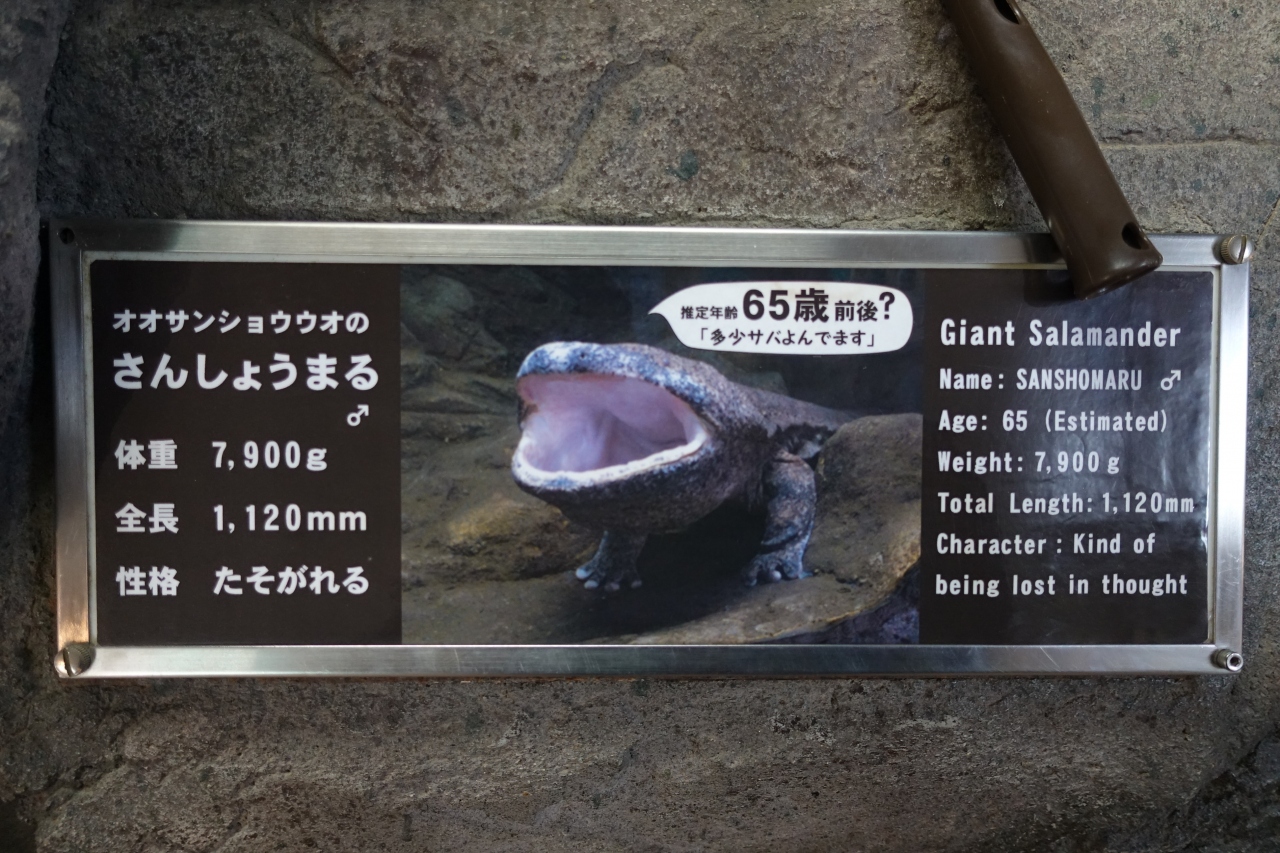 オオサンショウウオの
さんしょうまる
♂
体重 7,900g
全長 1,120mm
性格 たそがれる
推定年齢65歳前後?
「多少サバよんでます」
Giant Salamander
Name: SANSHOMARU ♂
Age: 65 (Estimated)
Weight: 7,900g
Total Length: 1,120mm
Character : Kind of
being lost in thought